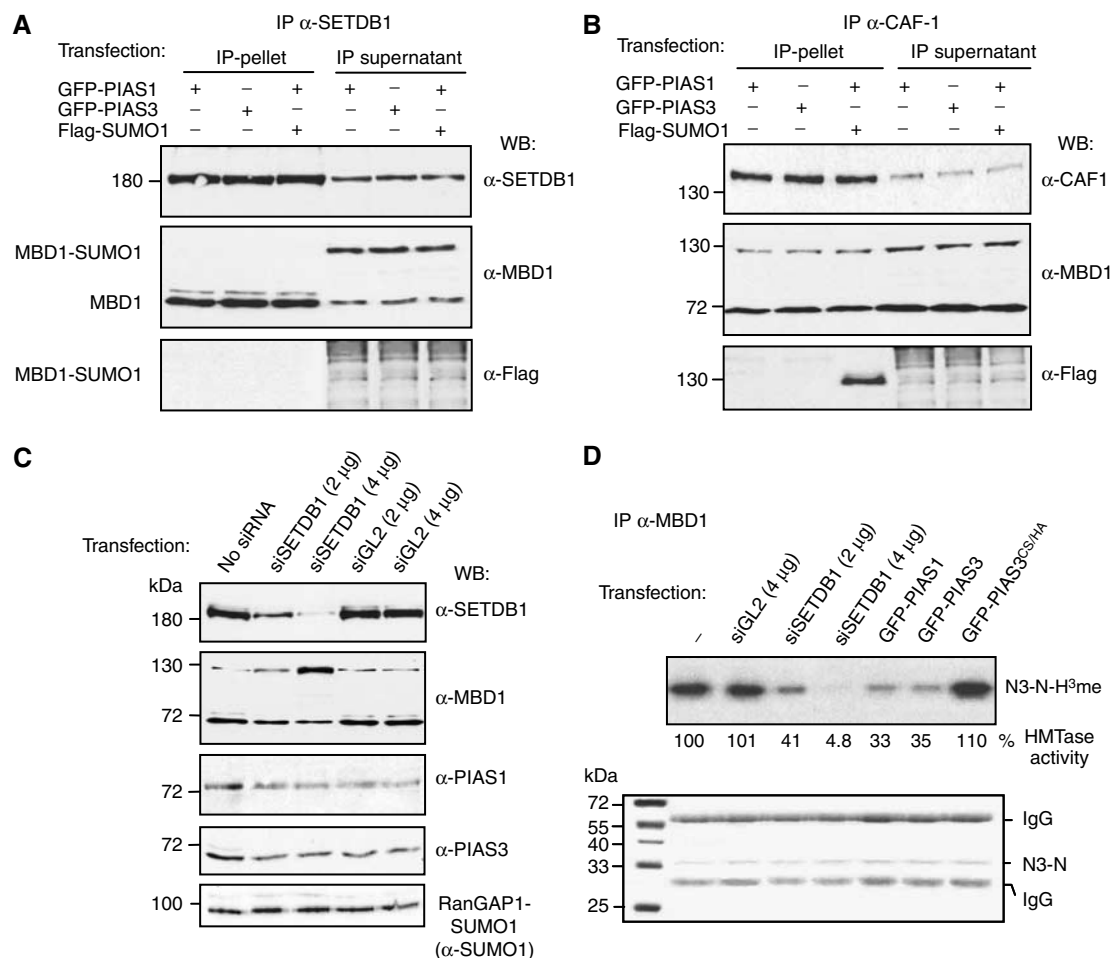 A
IP α-SETDB1
Transfection:
IP-pellet
IP supernatant
GFP-PIAS1 + – + + – +
GFP-PIAS3 – + – – + –
Flag-SUMO1 – – + – – +
WB:
180
α-SETDB1
MBD1-SUMO1
MBD1
α-MBD1
MBD1-SUMO1
α-Flag
B
IP α-CAF-1
Transfection:
IP-pellet
IP supernatant
GFP-PIAS1 + – + + – +
GFP-PIAS3 – + – – + –
Flag-SUMO1 – – + – – +
WB:
130
α-CAF1
130
72
α-MBD1
130
α-Flag
C
Transfection:
No siRNA
siSETDB1 (2 µg)
siSETDB1 (4 µg)
siGL2 (2 µg)
siGL2 (4 µg)
kDa
WB:
180
α-SETDB1
130
72
α-MBD1
72
α-PIAS1
72
α-PIAS3
100
RanGAP1-
SUMO1
(α-SUMO1)
D
IP α-MBD1
Transfection:
–
siGL2 (4 µg)
siSETDB1 (2 µg)
siSETDB1 (4 µg)
GFP-PIAS1
GFP-PIAS3
GFP-PIAS3CS/HA
N3-N-H3me
100 101 41 4.8 33 35 110 % HMTase
activity
kDa
72
55
40
33
25
IgG
N3-N
IgG